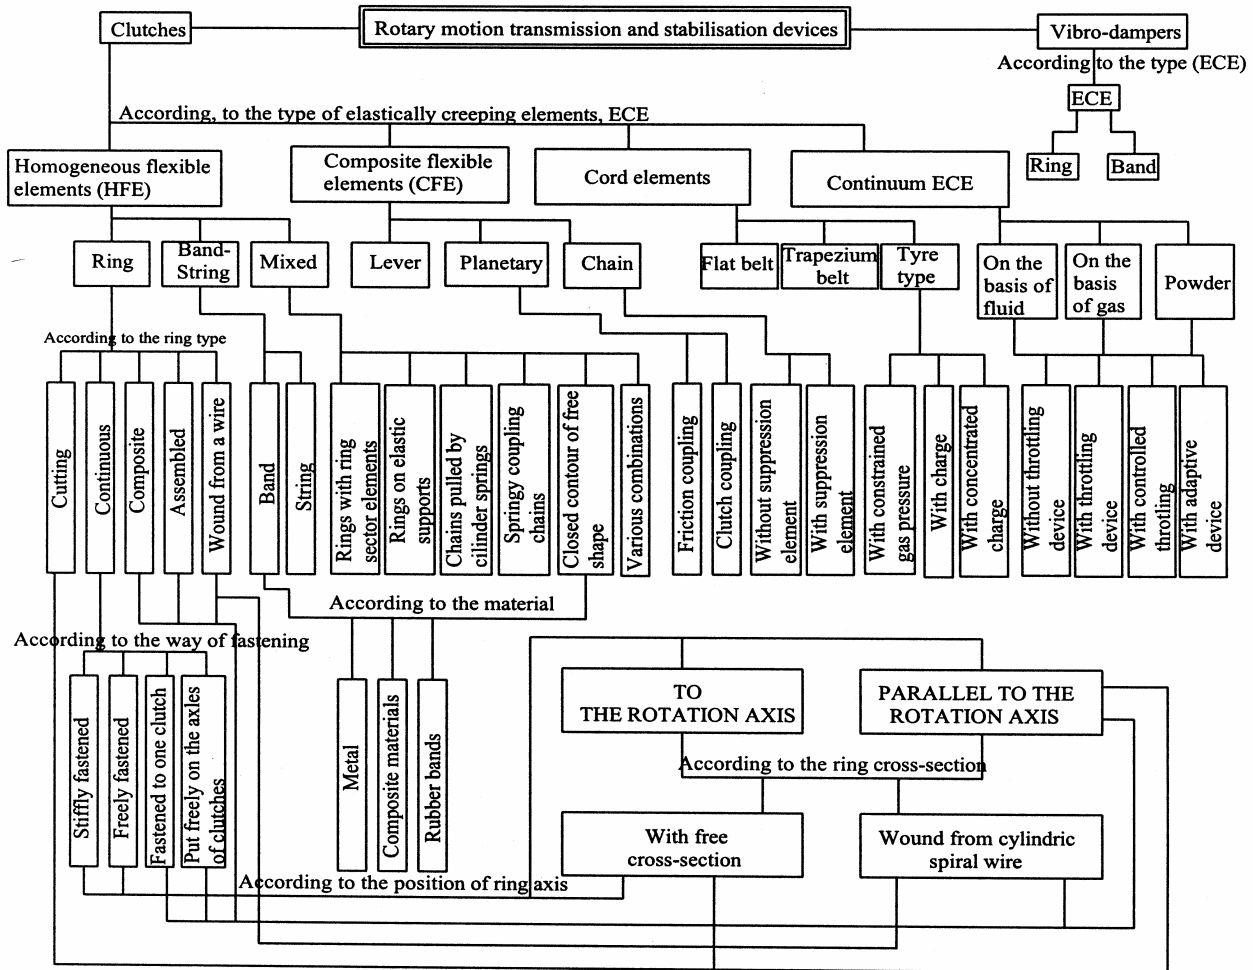 Clutches
Rotary motion transmission and stabilisation devices
Vibro-dampers
According to the type (ECE)
ECE
Ring
Band
According, to the type of elastically creeping elements, ECE
Homogeneous flexible
elements (HFE)
Composite flexible
elements (CFE)
Cord elements
Continuum ECE
Ring
Band-
String
Mixed
Lever
Planetary
Chain
Flat belt
Trapezium
belt
Tyre
type
On the
basis of
fluid
On the
basis
of gas
Powder
According to the ring type
Cutting
Continuous
Composite
Assembled
Wound from a wire
Band
String
Rings with ring
sector elements
Rings on elastic
supports
Chains pulled by
cilinder springs
Springy coupling
chains
Closed contour of free
shape
Various combinations
Friction coupling
Clutch coupling
Without suppression
element
With suppression
element
With constrained
gas pressure
With charge
With concentrated
charge
Without throttling
device
With throttling
device
With controlled
throtling
With adaptive
device
According to the material
According to the way of fastening
Stiffly fastened
Freely fastened
Fastened to one clutch
Put freely on the axles
of clutches
Metal
Composite materials
Rubber bands
TO
THE ROTATION AXIS
PARALLEL TO THE
ROTATION AXIS
According to the ring cross-section
With free
cross-section
Wound from cylindric
spiral wire
According to the position of ring axis